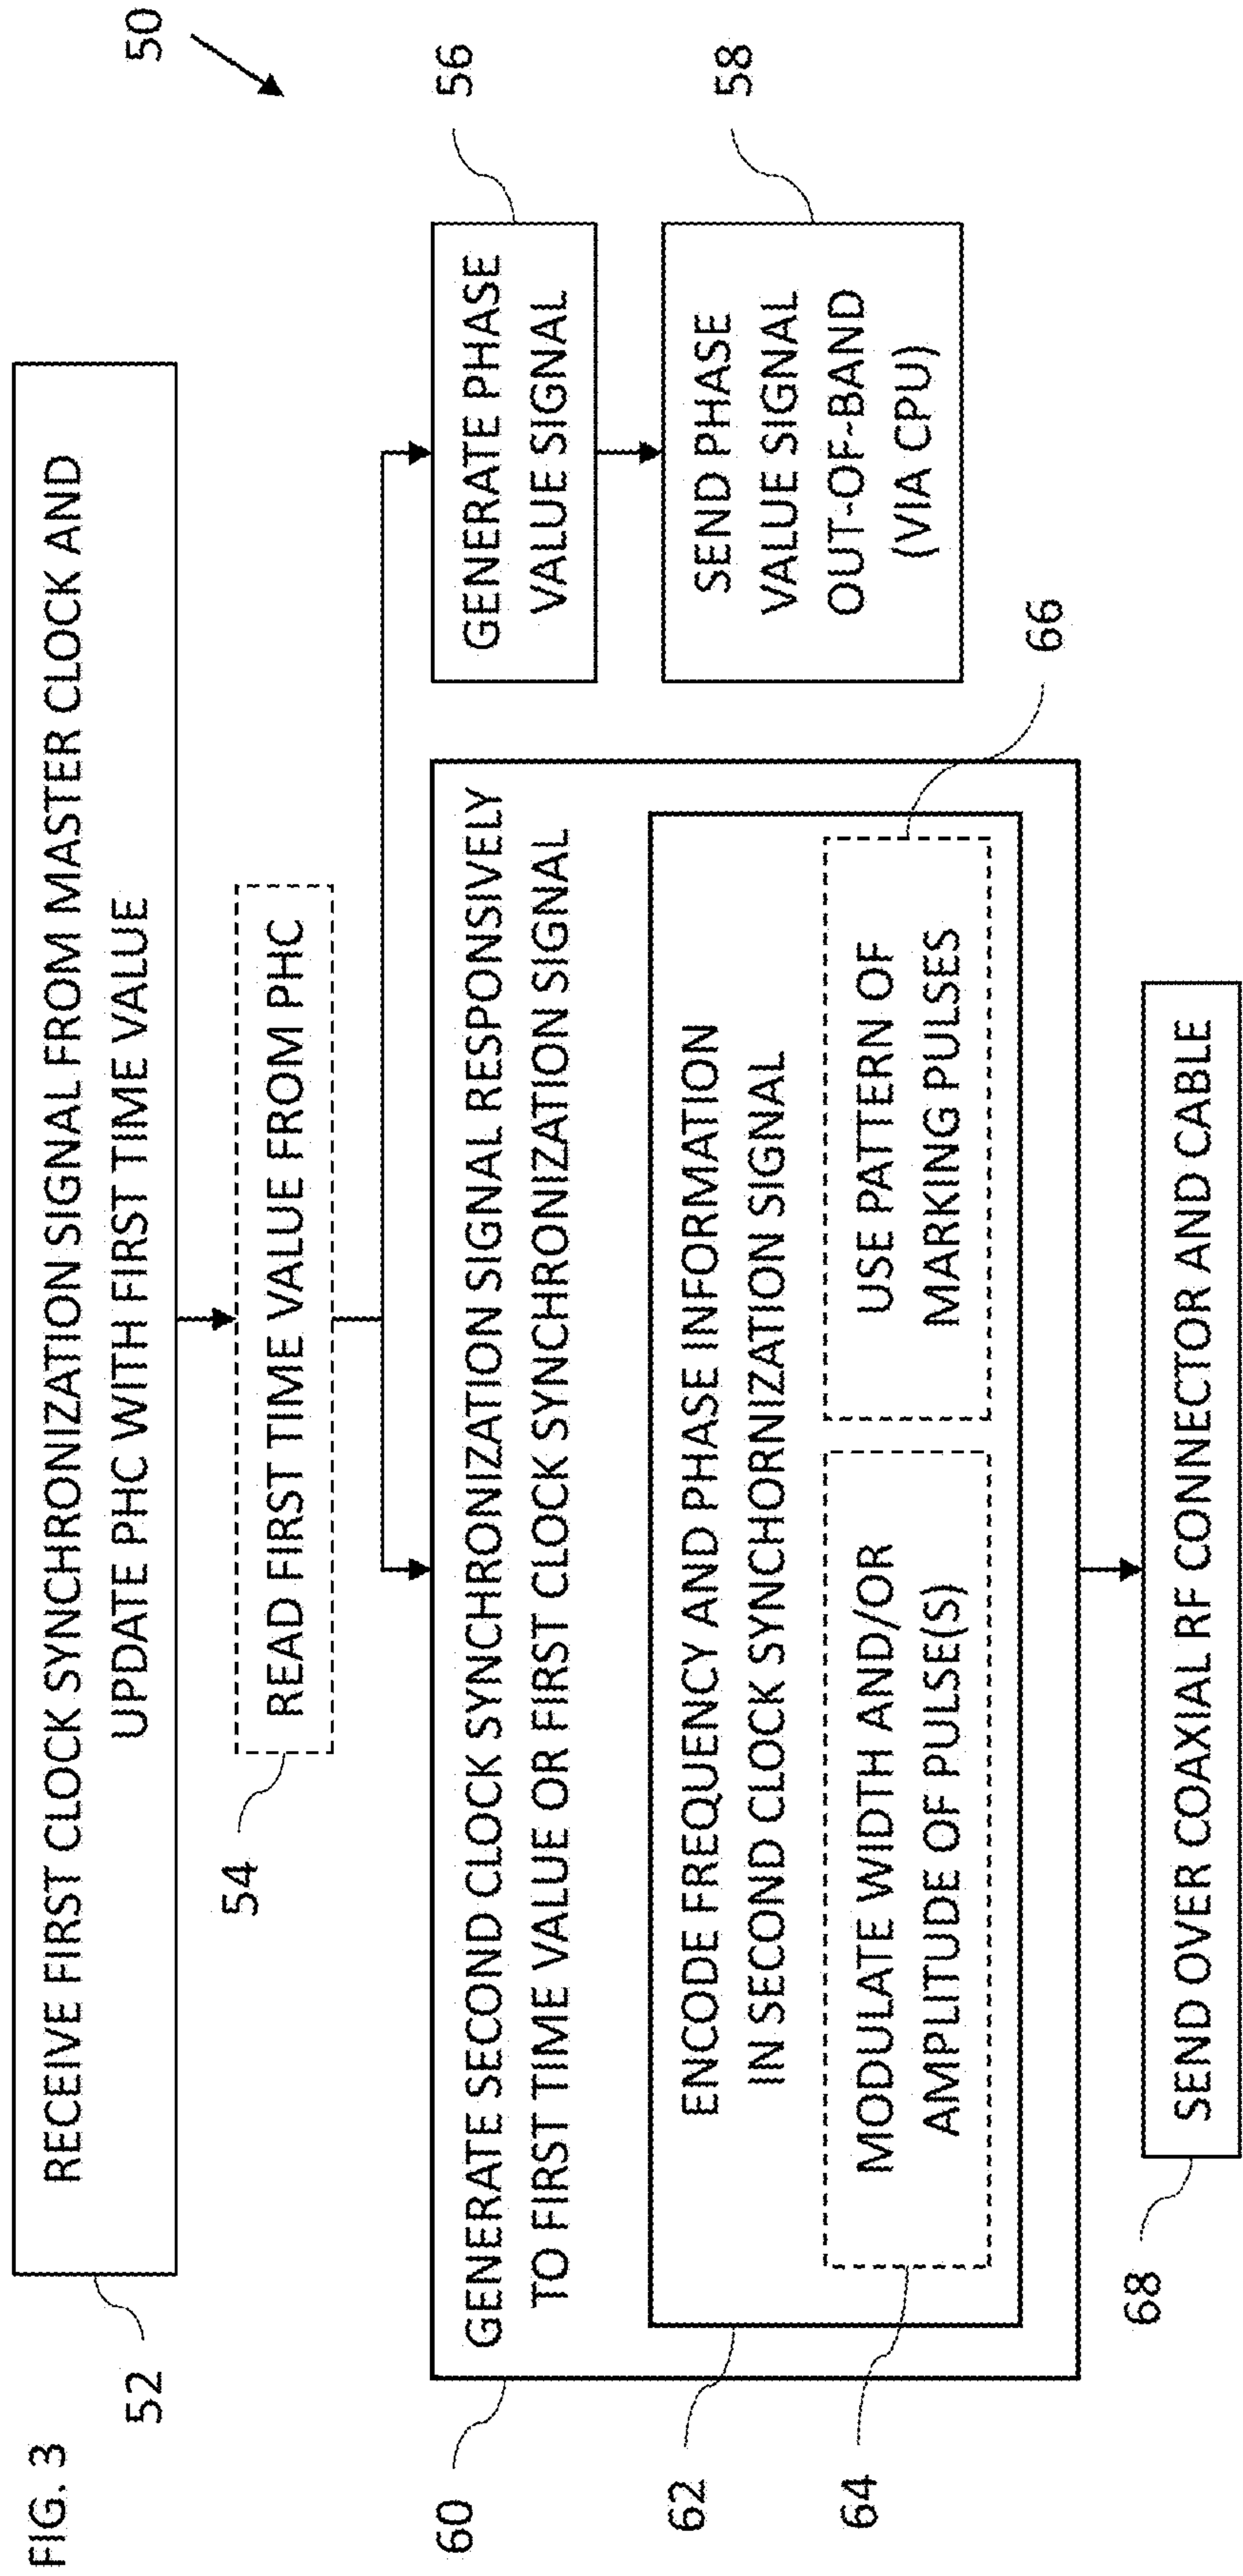 FIG. 3
50
52
RECEIVE FIRST CLOCK SYNCHRONIZATION SIGNAL FROM MASTER CLOCK AND
UPDATE PHC WITH FIRST TIME VALUE
54
READ FIRST TIME VALUE FROM PHC
60
GENERATE SECOND CLOCK SYNCHRONIZATION SIGNAL RESPONSIVELY
TO FIRST TIME VALUE OR FIRST CLOCK SYNCHRONIZATION SIGNAL
62
ENCODE FREQUENCY AND PHASE INFORMATION
IN SECOND CLOCK SYNCHORNIZATION SIGNAL
64
MODULATE WIDTH AND/OR
AMPLITUDE OF PULSE(S)
66
USE PATTERN OF
MARKING PULSES
56
GENERATE PHASE
VALUE SIGNAL
58
SEND PHASE
VALUE SIGNAL
OUT-OF-BAND
(VIA CPU)
68
SEND OVER COAXIAL RF CONNECTOR AND CABLE